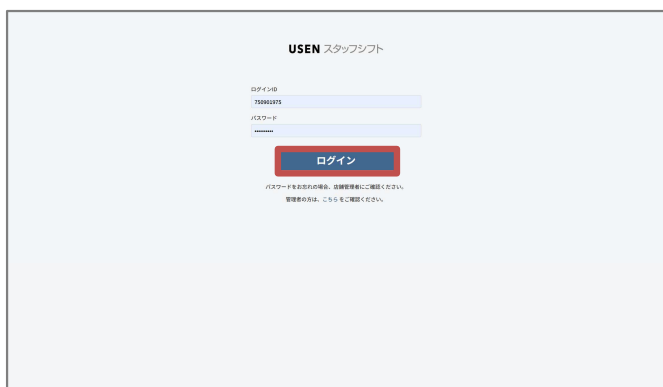 USEN スタッフシフト
ログインID
750901975
パスワード
•••••••••
ログイン
パスワードをお忘れの場合、店舗管理者にご確認ください。
管理者の方は、こちら をご確認ください。